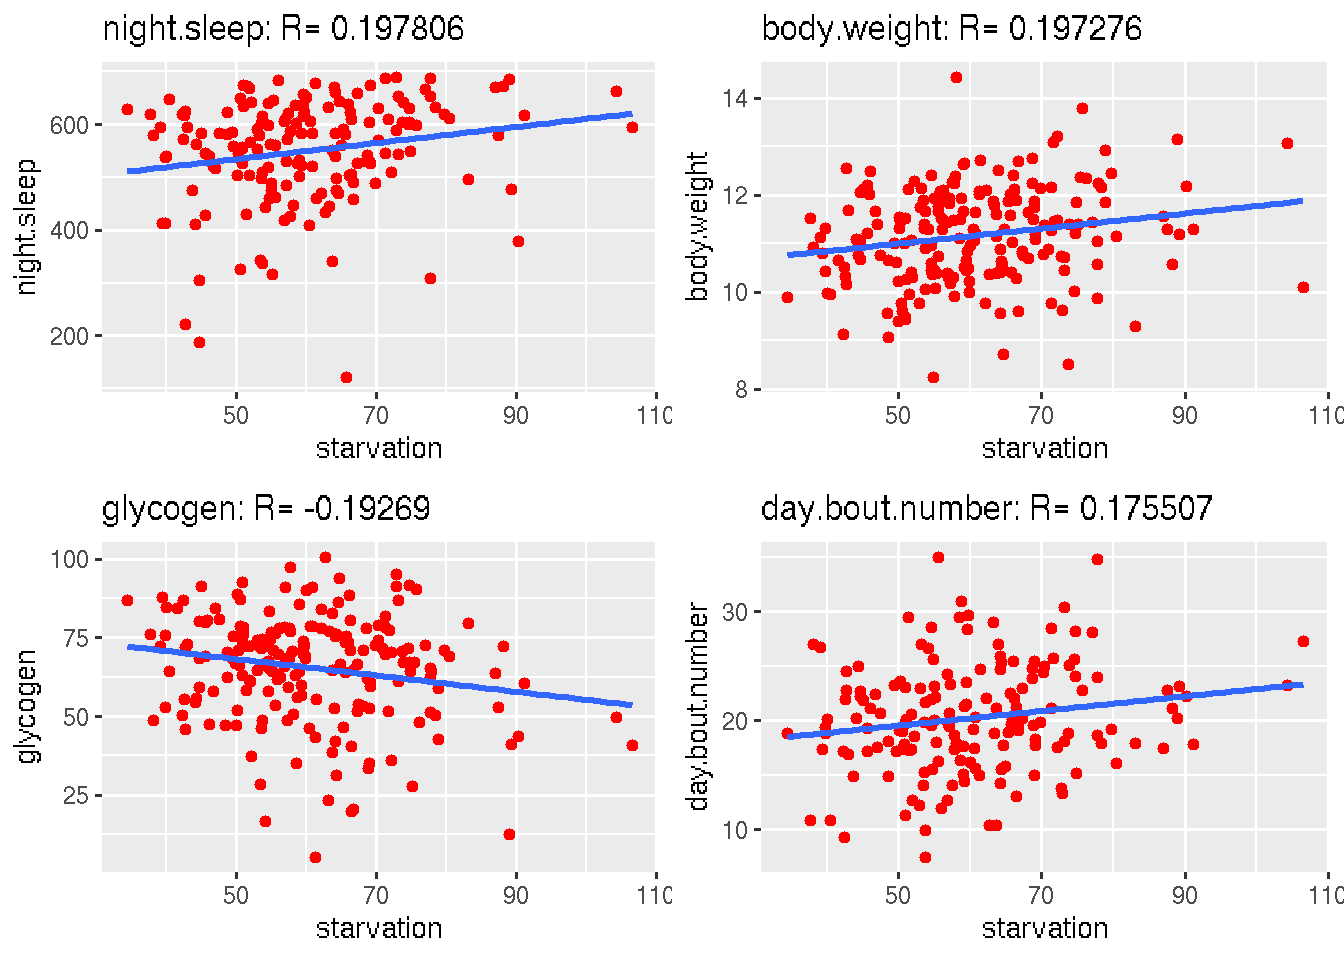 night.sleep: R= 0.197806
night.sleep
600
400
200
50 70 90 110
starvation
body.weight: R= 0.197276
body.weight
14
12
10
8
50 70 90 110
starvation
glycogen: R= -0.19269
glycogen
100
75
50
25
50 70 90 110
starvation
day.bout.number: R= 0.175507
day.bout.number
30
20
10
50 70 90 110
starvation